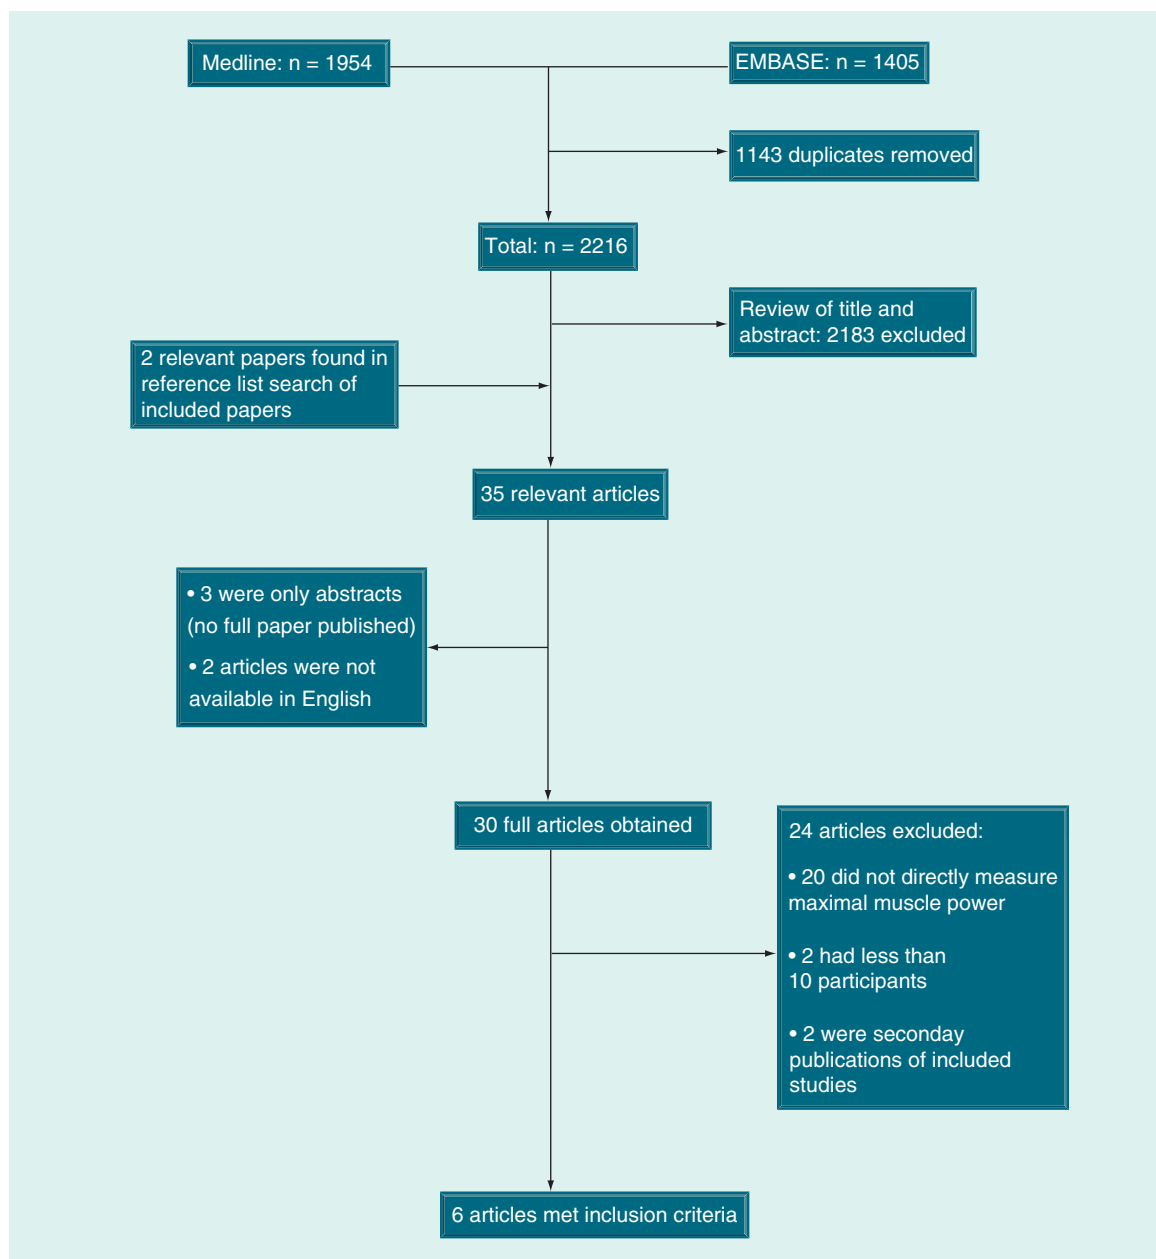 Medline: n = 1954
EMBASE: n = 1405
1143 duplicates removed
Total: n = 2216
Review of title and
abstract: 2183 excluded
2 relevant papers found in
reference list search of
included papers
35 relevant articles
• 3 were only abstracts
(no full paper published)
• 2 articles were not
available in English
30 full articles obtained
24 articles excluded:
• 20 did not directly measure
maximal muscle power
• 2 had less than
10 participants
• 2 were seconday
publications of included
studies
6 articles met inclusion criteria